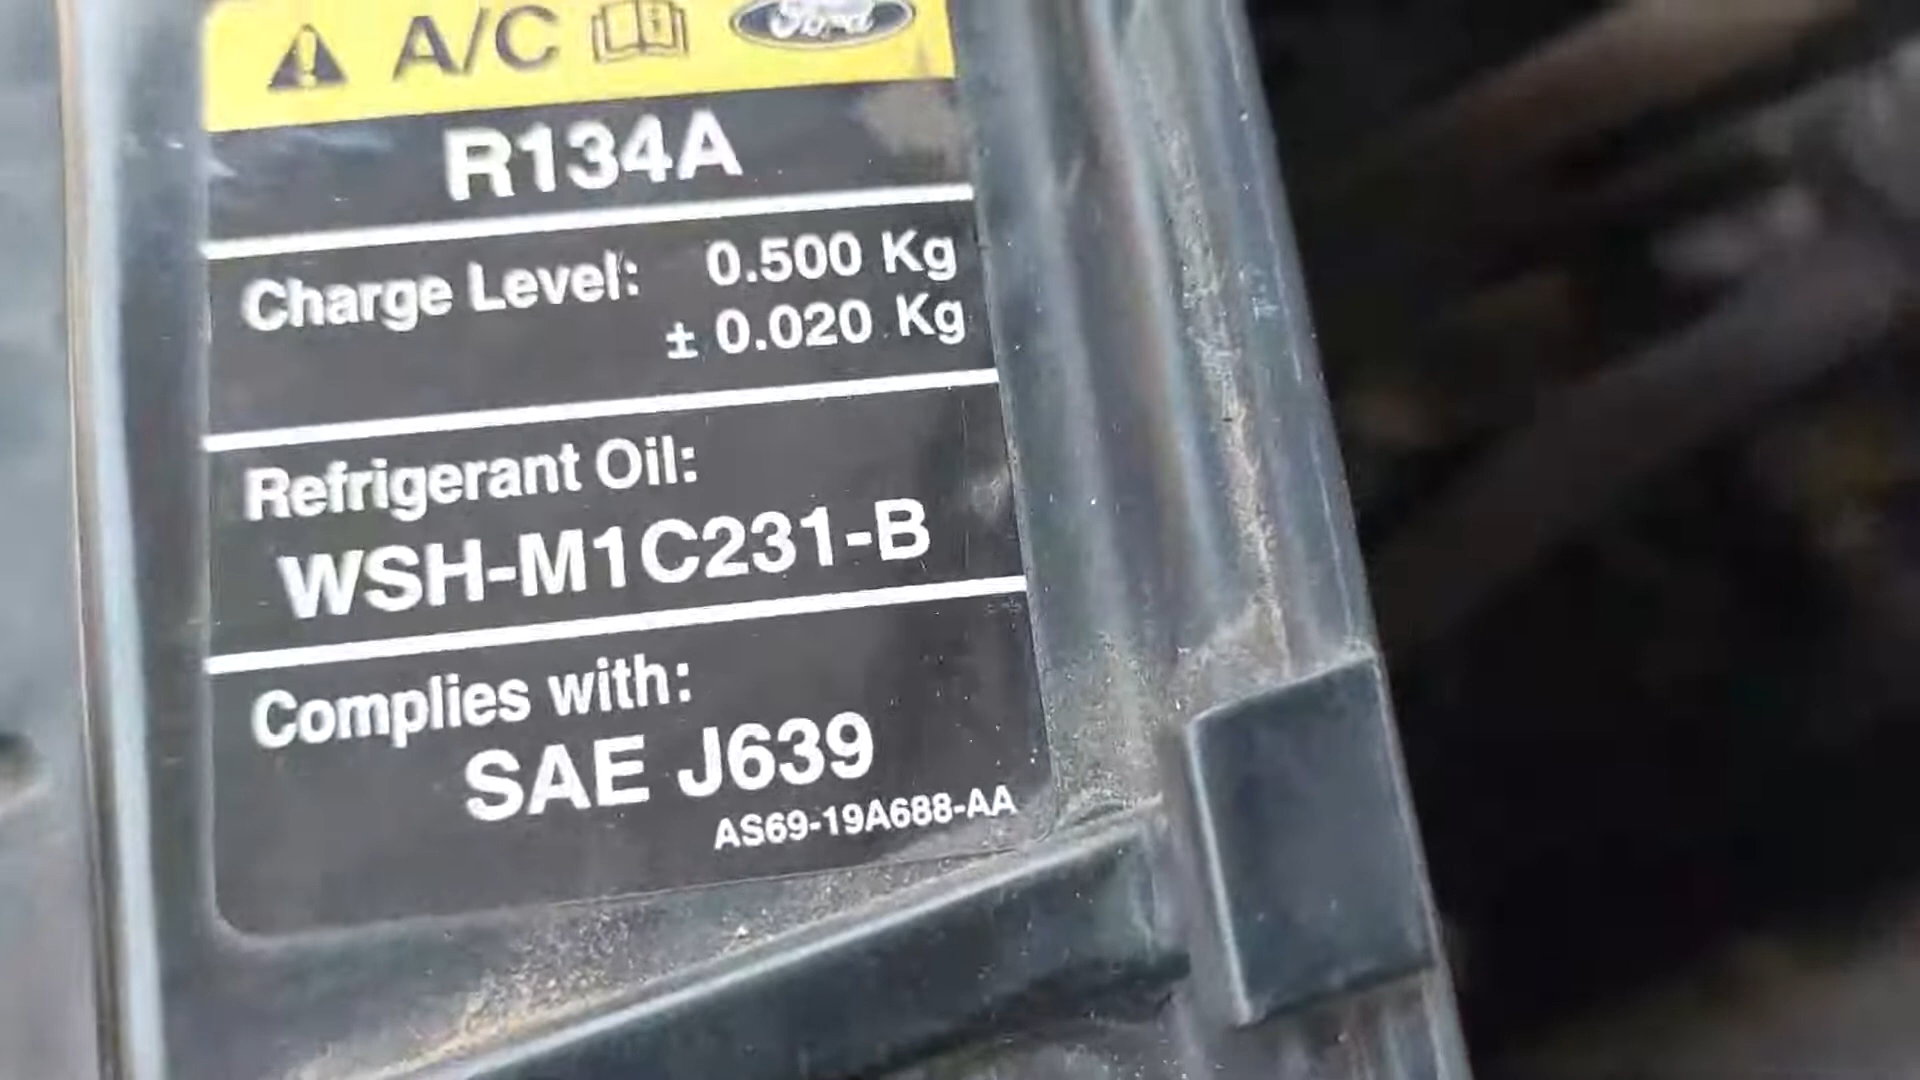 A/C Ford
R134A
Charge Level: 0.500 Kg
± 0.020 Kg
Refrigerant Oil:
WSH-M1C231-B
Complies with:
SAE J639
AS69-19A688-AA